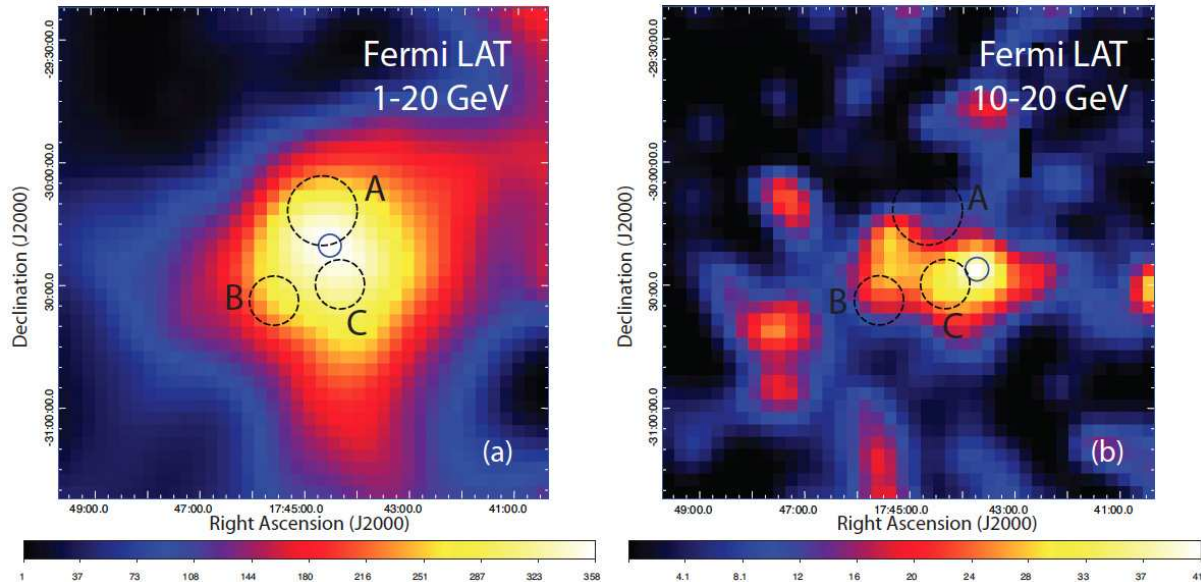 Fermi LAT
1-20 GeV
A
B
C
(a)
-29:30:00.0
-30:00:00.0
30:00.0
-31:00:00.0
Declination (J2000)
49:00.0 47:00.0 17:45:00.0 43:00.0 41:00.0
Right Ascension (J2000)
1 37 73 108 144 180 216 251 287 323 358
Fermi LAT
10-20 GeV
A
B
C
(b)
-29:30:00.0
-30:00:00.0
30:00.0
-31:00:00.0
Declination (J2000)
49:00.0 47:00.0 17:45:00.0 43:00.0 41:00.0
Right Ascension (J2000)
4.1 8.1 12 16 20 24 28 33 37